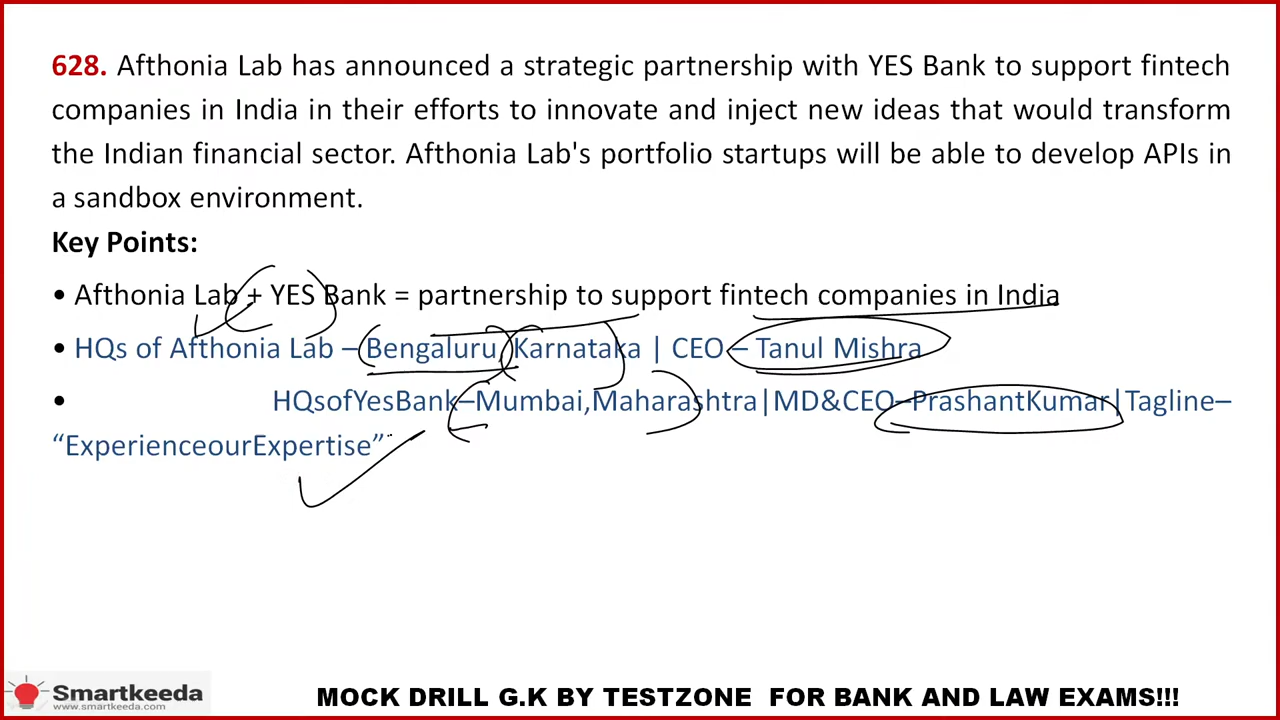 628. Afthonia Lab has announced a strategic partnership with YES Bank to support fintech
companies in India in their efforts to innovate and inject new ideas that would transform
the Indian financial sector. Afthonia Lab's portfolio startups will be able to develop APIs in
a sandbox environment.
Key Points:
• Afthonia Lab + YES Bank = partnership to support fintech companies in India
• HQs of Afthonia Lab – Bengaluru, Karnataka | CEO – Tanul Mishra
• HQsofYesBank–Mumbai,Maharashtra|MD&CEO–PrashantKumar|Tagline–
“ExperienceourExpertise”
Smartkeeda
www.smartkeeda.com
MOCK DRILL G.K BY TESTZONE FOR BANK AND LAW EXAMS!!!